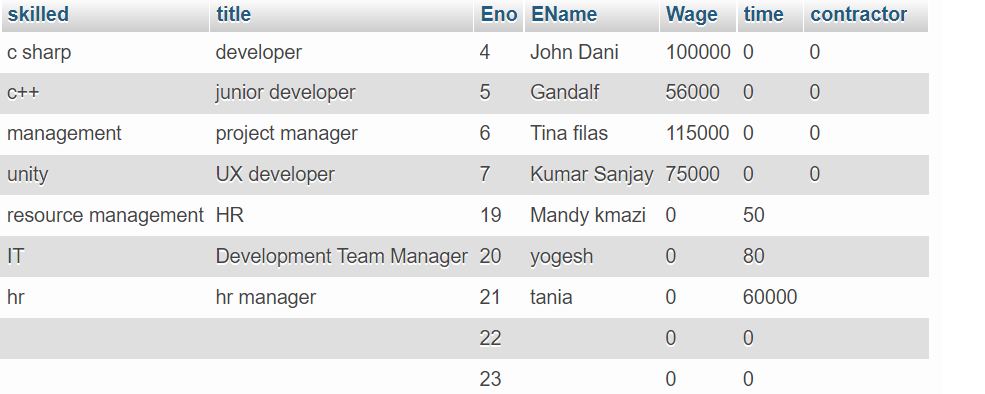 skilled title Eno EName Wage time contractor
c sharp developer 4 John Dani 100000 0 0
c++ junior developer 5 Gandalf 56000 0 0
management project manager 6 Tina filas 115000 0 0
unity UX developer 7 Kumar Sanjay 75000 0 0
resource management HR 19 Mandy kmazi 0 50
IT Development Team Manager 20 yogesh 0 80
hr hr manager 21 tania 0 60000
22 0 0
23 0 0